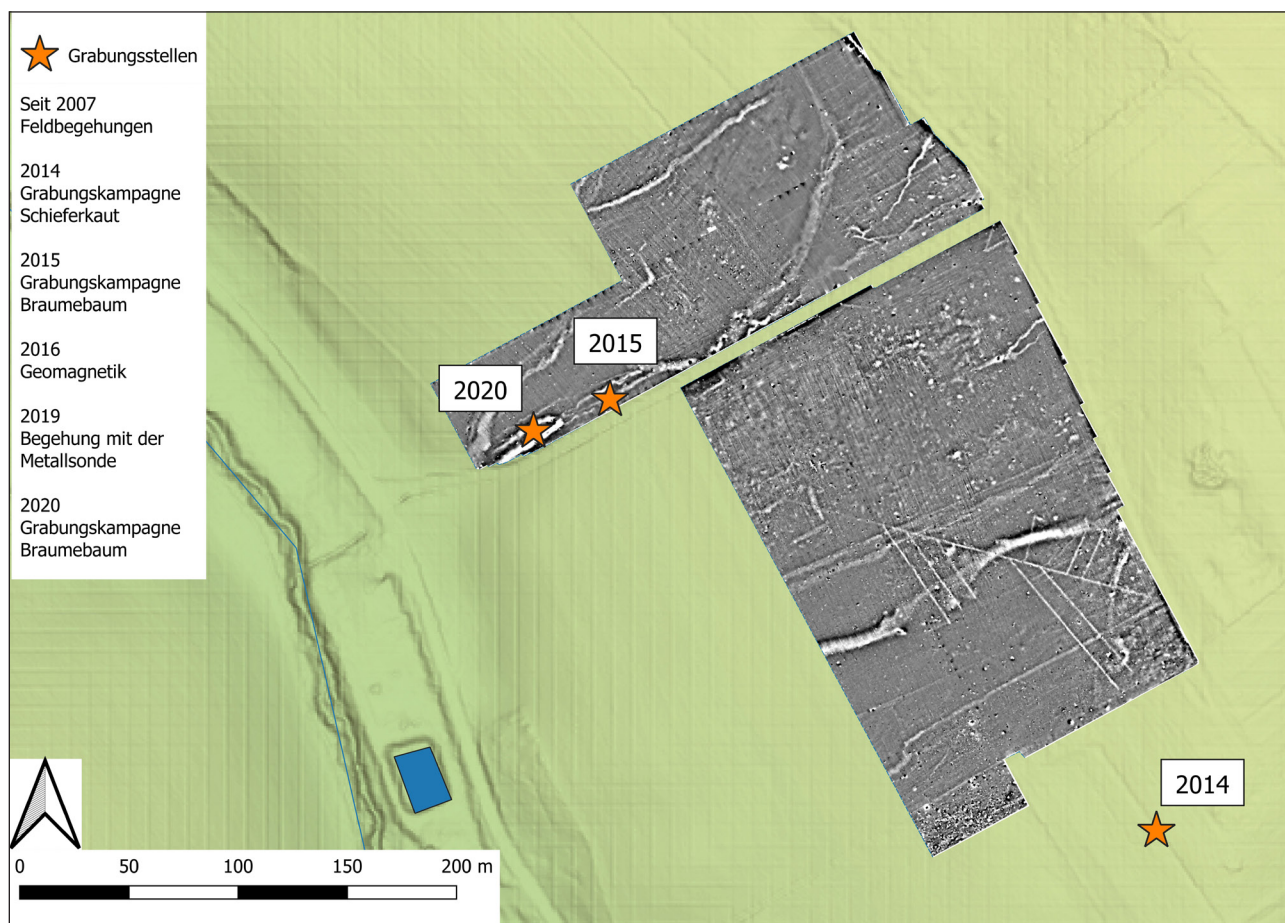 Grabungsstellen
Seit 2007
Feldbegehungen
2014
Grabungskampagne
Schieferkaut
2015
Grabungskampagne
Braumebaum
2016
Geomagnetik
2019
Begehung mit der
Metallsonde
2020
Grabungskampagne
Braumebaum
2015
2020
2014
0 50 100 150 200 m